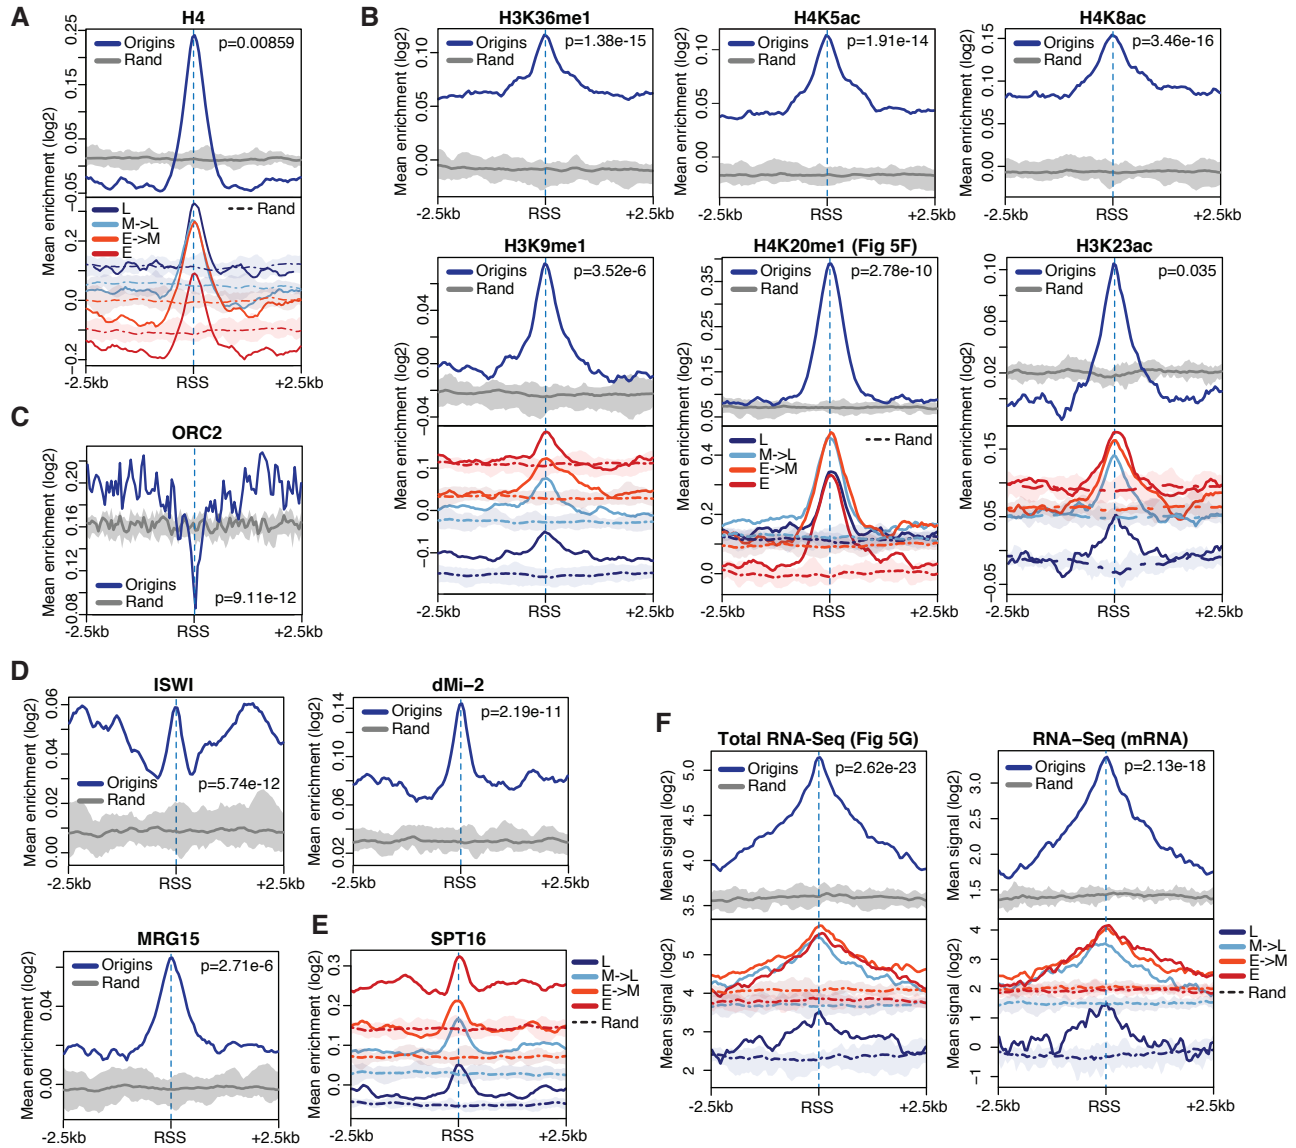 A
H4
Mean enrichment (log2)
0.25
0.15
0.05
-0.05
Origins
Rand
p=0.00859
Mean enrichment (log2)
0.2
0.0
-0.2
L
M->L
E->M
E
Rand
-2.5kb
RSS
+2.5kb
B
H3K36me1
Mean enrichment (log2)
0.10
0.05
0.00
Origins
Rand
p=1.38e-15
-2.5kb
RSS
+2.5kb
H4K5ac
Mean enrichment (log2)
0.10
0.05
0.00
Origins
Rand
p=1.91e-14
-2.5kb
RSS
+2.5kb
H4K8ac
Mean enrichment (log2)
0.15
0.10
0.05
0.00
Origins
Rand
p=3.46e-16
-2.5kb
RSS
+2.5kb
H3K9me1
Mean enrichment (log2)
0.04
0.00
-0.04
Origins
Rand
p=3.52e-6
Mean enrichment (log2)
0.0
-0.1
-2.5kb
RSS
+2.5kb
H4K20me1 (Fig 5F)
Mean enrichment (log2)
0.35
0.25
0.15
0.05
Origins
Rand
p=2.78e-10
Mean enrichment (log2)
0.4
0.2
0.0
L
M->L
E->M
E
Rand
-2.5kb
RSS
+2.5kb
H3K23ac
Mean enrichment (log2)
0.10
0.06
0.02
Origins
Rand
p=0.035
0.15
0.05
-0.05
-2.5kb
RSS
+2.5kb
C
ORC2
Mean enrichment (log2)
0.20
0.16
0.12
0.08
Origins
Rand
p=9.11e-12
-2.5kb
RSS
+2.5kb
D
ISWI
Mean enrichment (log2)
0.06
0.04
0.02
0.00
Origins
Rand
p=5.74e-12
-2.5kb
RSS
+2.5kb
dMi–2
Mean enrichment (log2)
0.14
0.10
0.06
0.02
Origins
Rand
p=2.19e-11
-2.5kb
RSS
+2.5kb
MRG15
Mean enrichment (log2)
0.04
0.00
Origins
Rand
p=2.71e-6
-2.5kb
RSS
+2.5kb
E
SPT16
Mean enrichment (log2)
0.3
0.2
0.1
0.0
L
M->L
E->M
E
Rand
-2.5kb
RSS
+2.5kb
F
Total RNA-Seq (Fig 5G)
Mean signal (log2)
5.0
4.5
4.0
3.5
Origins
Rand
p=2.62e-23
Mean signal (log2)
5
4
3
2
-2.5kb
RSS
+2.5kb
RNA–Seq (mRNA)
Mean signal (log2)
3.0
2.5
2.0
1.5
Origins
Rand
p=2.13e-18
Mean signal (log2)
4
3
2
1
0
-1
L
M->L
E->M
E
Rand
-2.5kb
RSS
+2.5kb